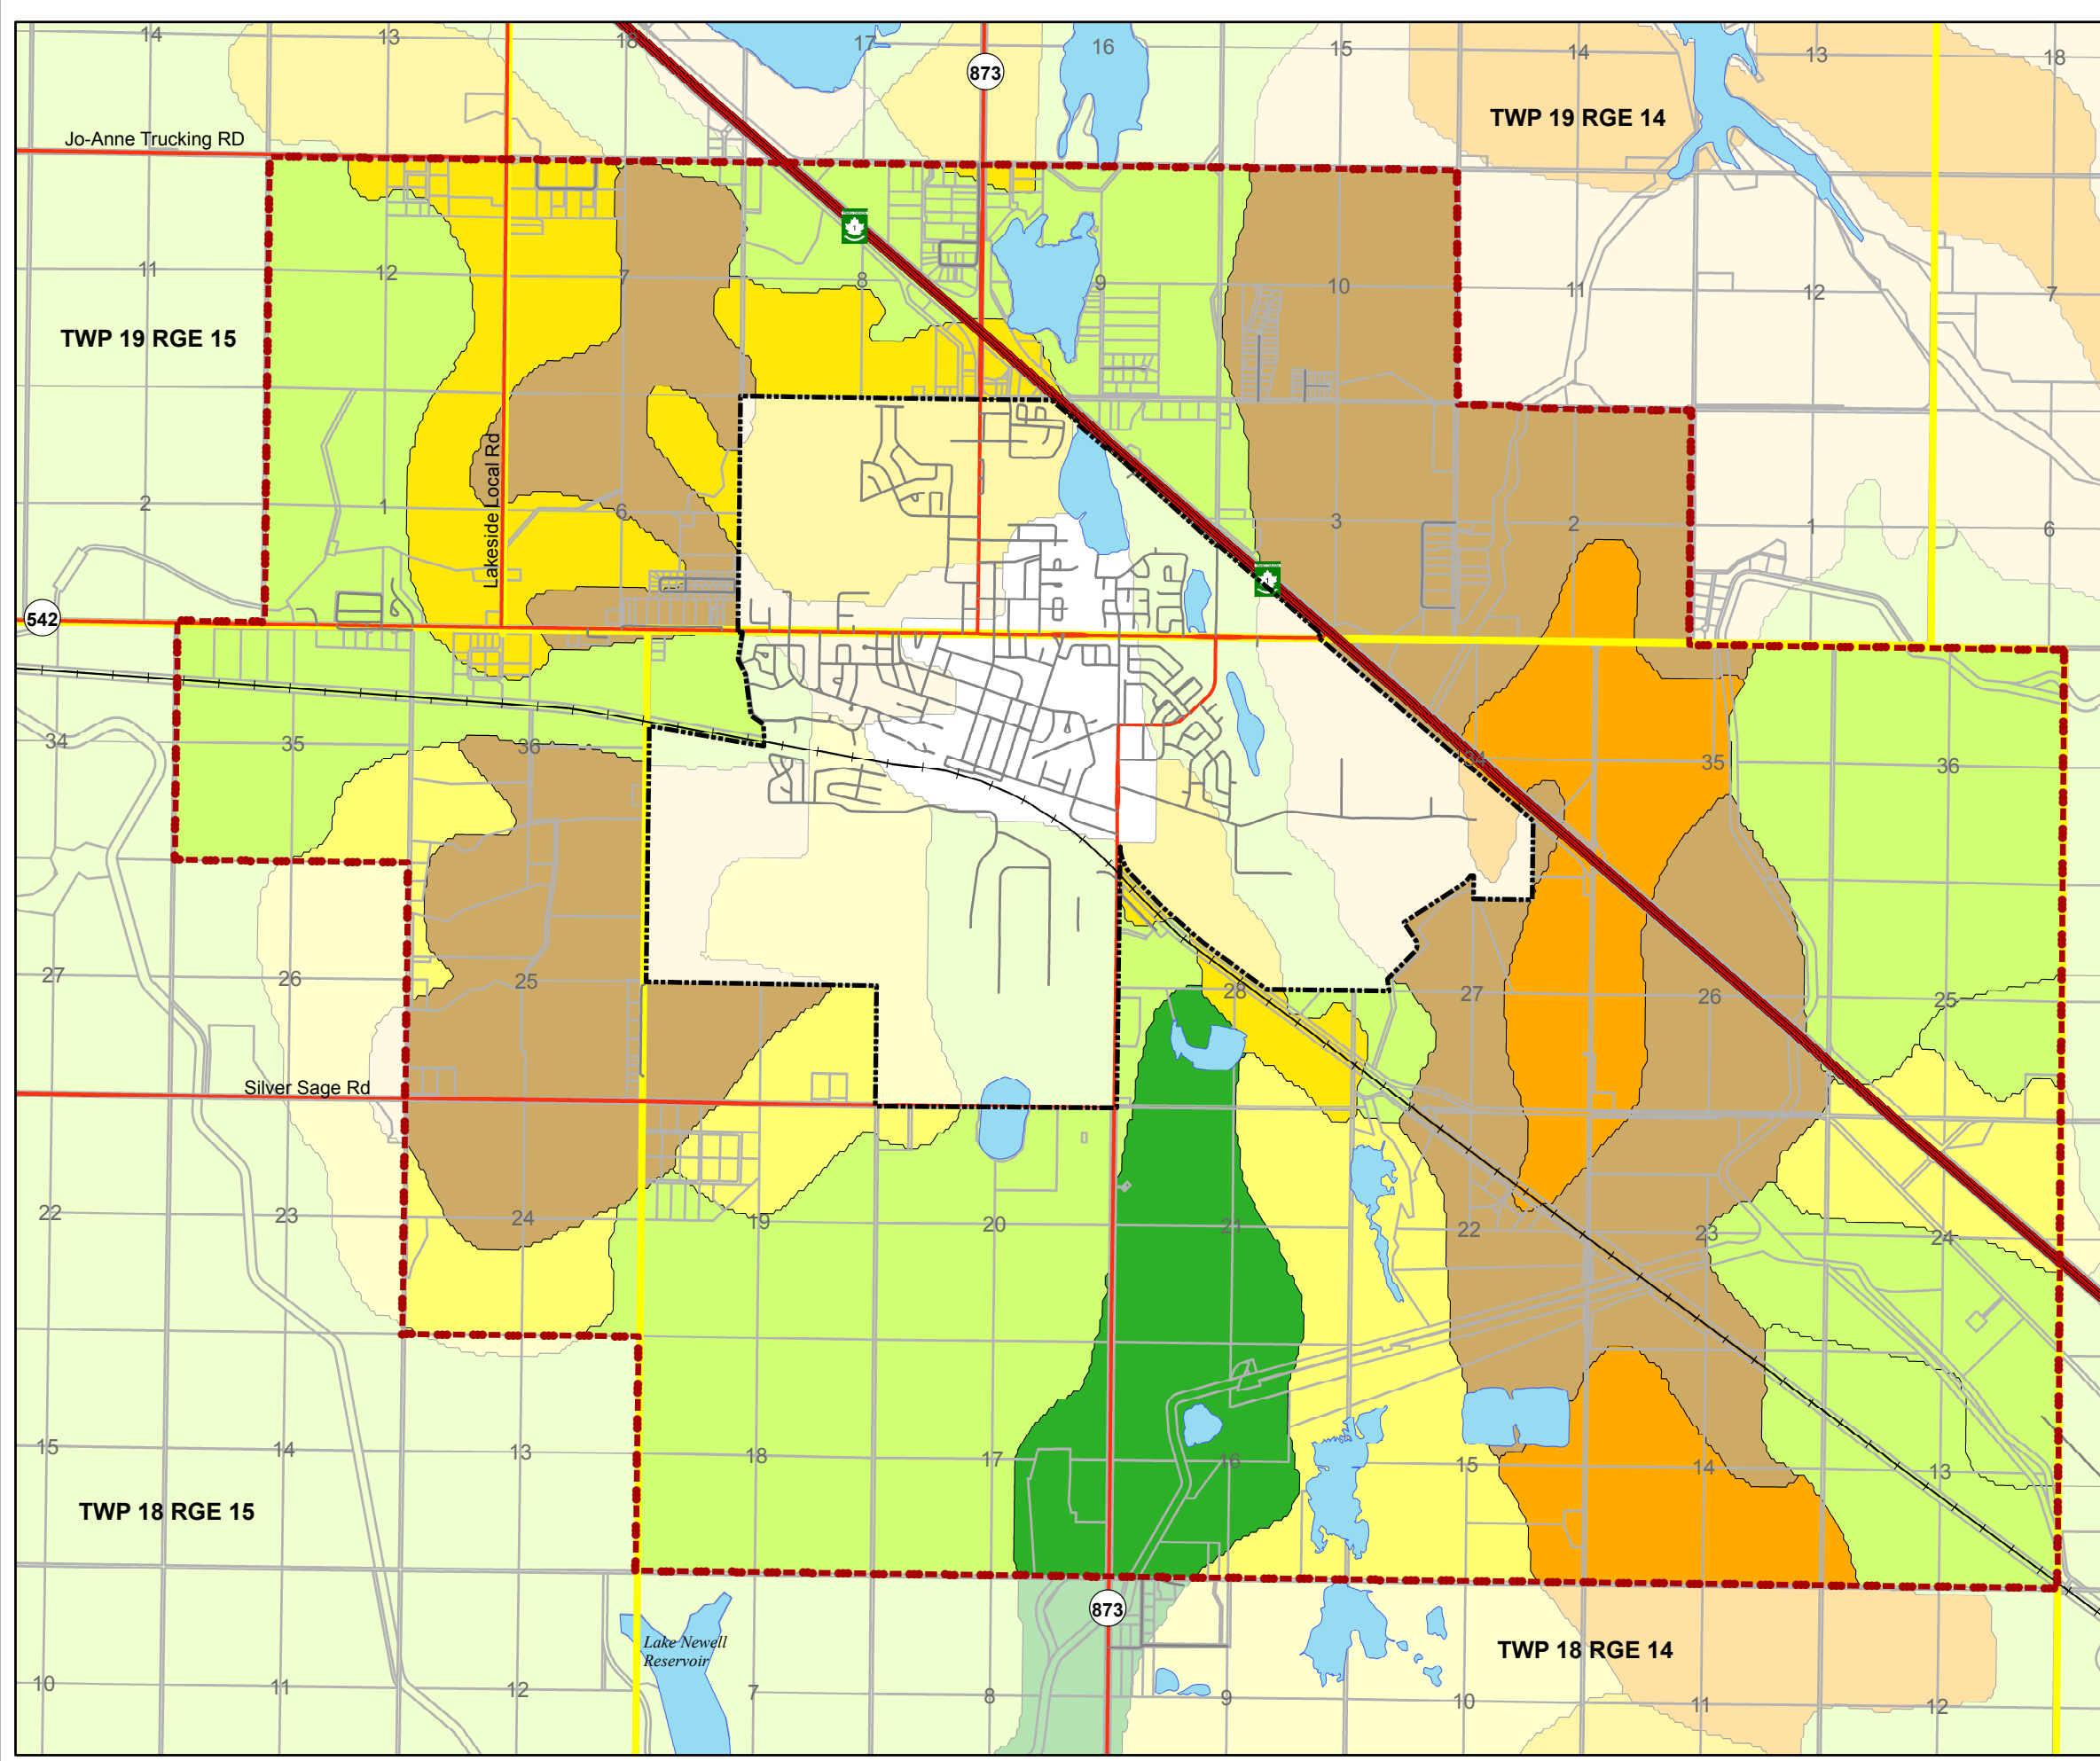 14 13 18 17 16 15 14 13 18
873
TWP 19 RGE 14
Jo-Anne Trucking RD
1
11 12 7 8 9 10 11 12 7
TWP 19 RGE 15
Lakeside Local Rd
2 1 6 3 2 1 6
1
542
34 35 36 34 35 36
27 26 25 28 27 26 25
Silver Sage Rd
22 23 24 19 20 21 22 23 24
15 14 13 18 17 16 15 14 13
TWP 18 RGE 15
873
Lake Newell
Reservoir
TWP 18 RGE 14
10 11 12 7 8 9 10 11 12